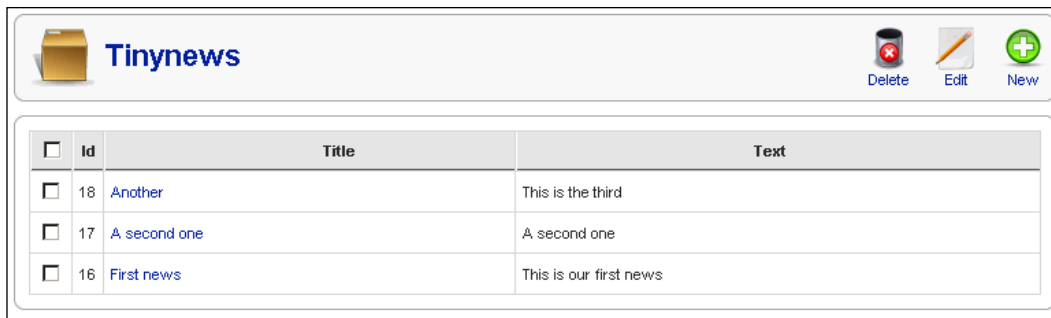 Tinynews
Delete Edit New
Id Title Text
18 Another This is the third
17 A second one A second one
16 First news This is our first news